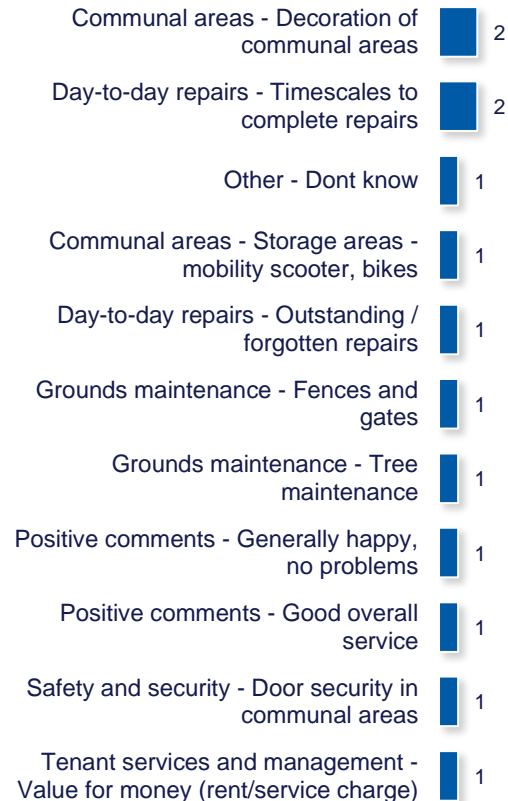 Communal areas - Decoration of
communal areas
2
Day-to-day repairs - Timescales to
complete repairs
2
Other - Dont know
1
Communal areas - Storage areas -
mobility scooter, bikes
1
Day-to-day repairs - Outstanding /
forgotten repairs
1
Grounds maintenance - Fences and
gates
1
Grounds maintenance - Tree
maintenance
1
Positive comments - Generally happy,
no problems
1
Positive comments - Good overall
service
1
Safety and security - Door security in
communal areas
1
Tenant services and management -
Value for money (rent/service charge)
1